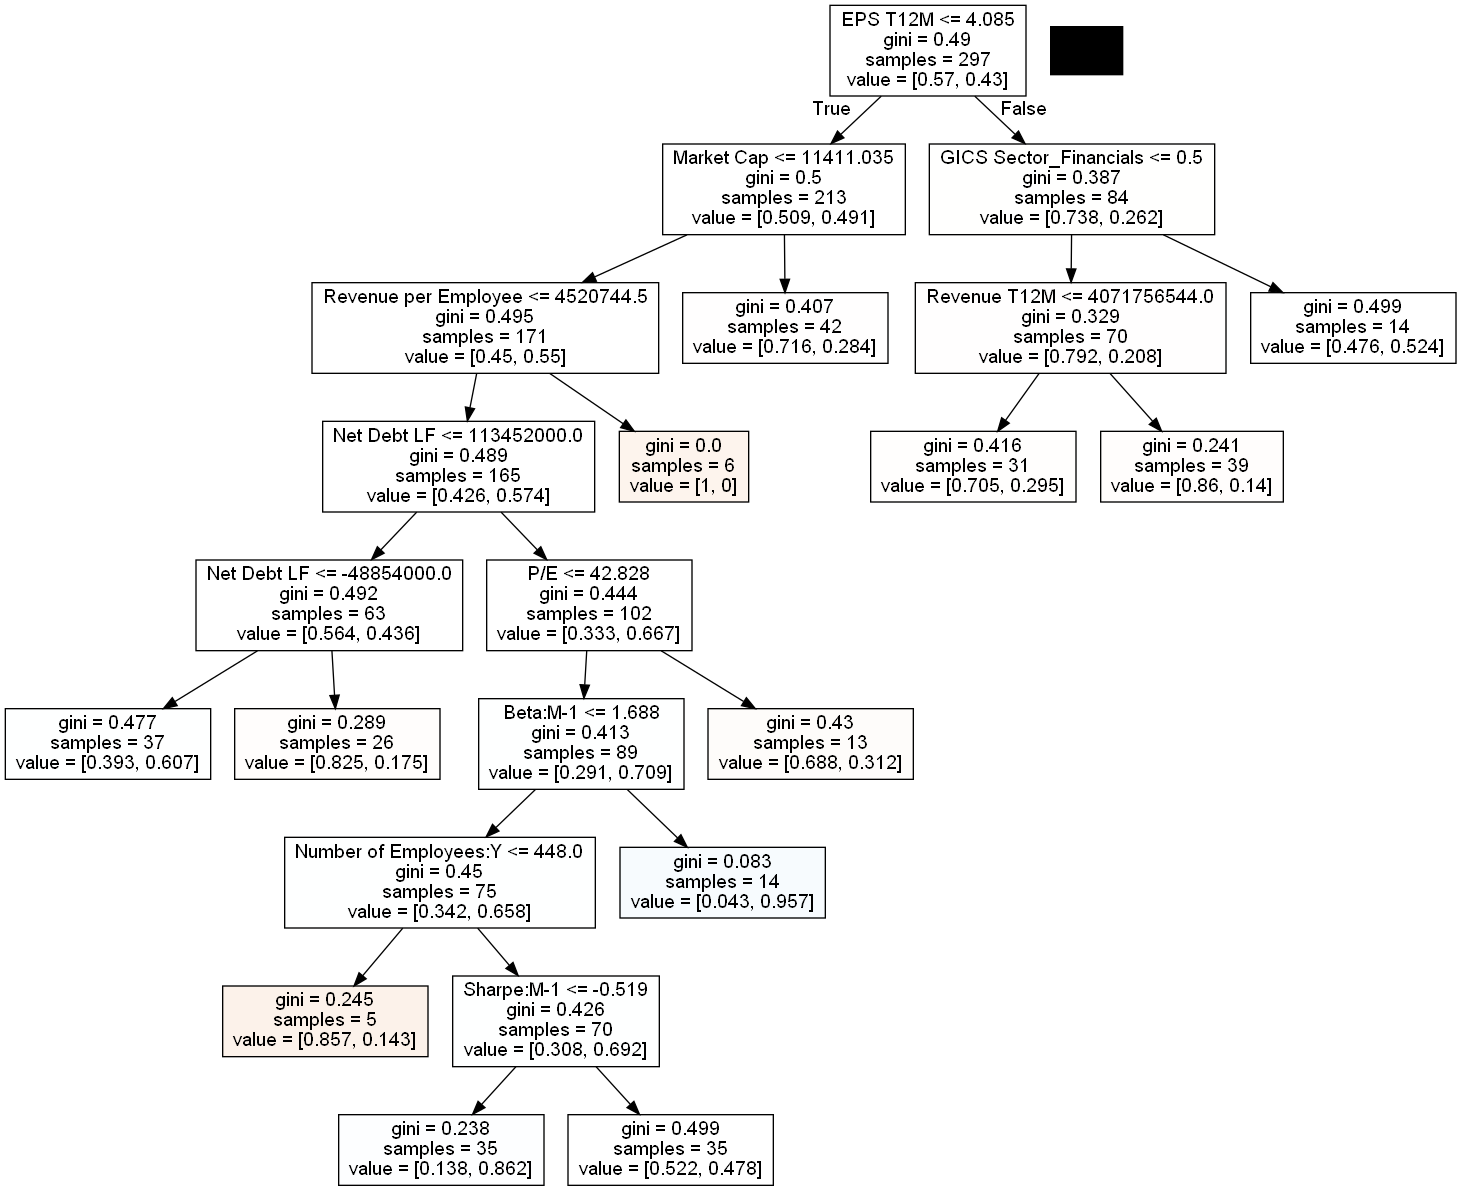 EPS T12M <= 4.085
gini = 0.49
samples = 297
value = [0.57, 0.43]
True
False
Market Cap <= 11411.035
gini = 0.5
samples = 213
value = [0.509, 0.491]
GICS Sector_Financials <= 0.5
gini = 0.387
samples = 84
value = [0.738, 0.262]
Revenue per Employee <= 4520744.5
gini = 0.495
samples = 171
value = [0.45, 0.55]
gini = 0.407
samples = 42
value = [0.716, 0.284]
Revenue T12M <= 4071756544.0
gini = 0.329
samples = 70
value = [0.792, 0.208]
gini = 0.499
samples = 14
value = [0.476, 0.524]
Net Debt LF <= 113452000.0
gini = 0.489
samples = 165
value = [0.426, 0.574]
gini = 0.0
samples = 6
value = [1, 0]
gini = 0.416
samples = 31
value = [0.705, 0.295]
gini = 0.241
samples = 39
value = [0.86, 0.14]
Net Debt LF <= -48854000.0
gini = 0.492
samples = 63
value = [0.564, 0.436]
P/E <= 42.828
gini = 0.444
samples = 102
value = [0.333, 0.667]
gini = 0.477
samples = 37
value = [0.393, 0.607]
gini = 0.289
samples = 26
value = [0.825, 0.175]
Beta:M-1 <= 1.688
gini = 0.413
samples = 89
value = [0.291, 0.709]
gini = 0.43
samples = 13
value = [0.688, 0.312]
Number of Employees:Y <= 448.0
gini = 0.45
samples = 75
value = [0.342, 0.658]
gini = 0.083
samples = 14
value = [0.043, 0.957]
gini = 0.245
samples = 5
value = [0.857, 0.143]
Sharpe:M-1 <= -0.519
gini = 0.426
samples = 70
value = [0.308, 0.692]
gini = 0.238
samples = 35
value = [0.138, 0.862]
gini = 0.499
samples = 35
value = [0.522, 0.478]